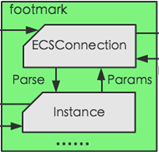 footmark
ECSConnection
Parse Params
Instance
......